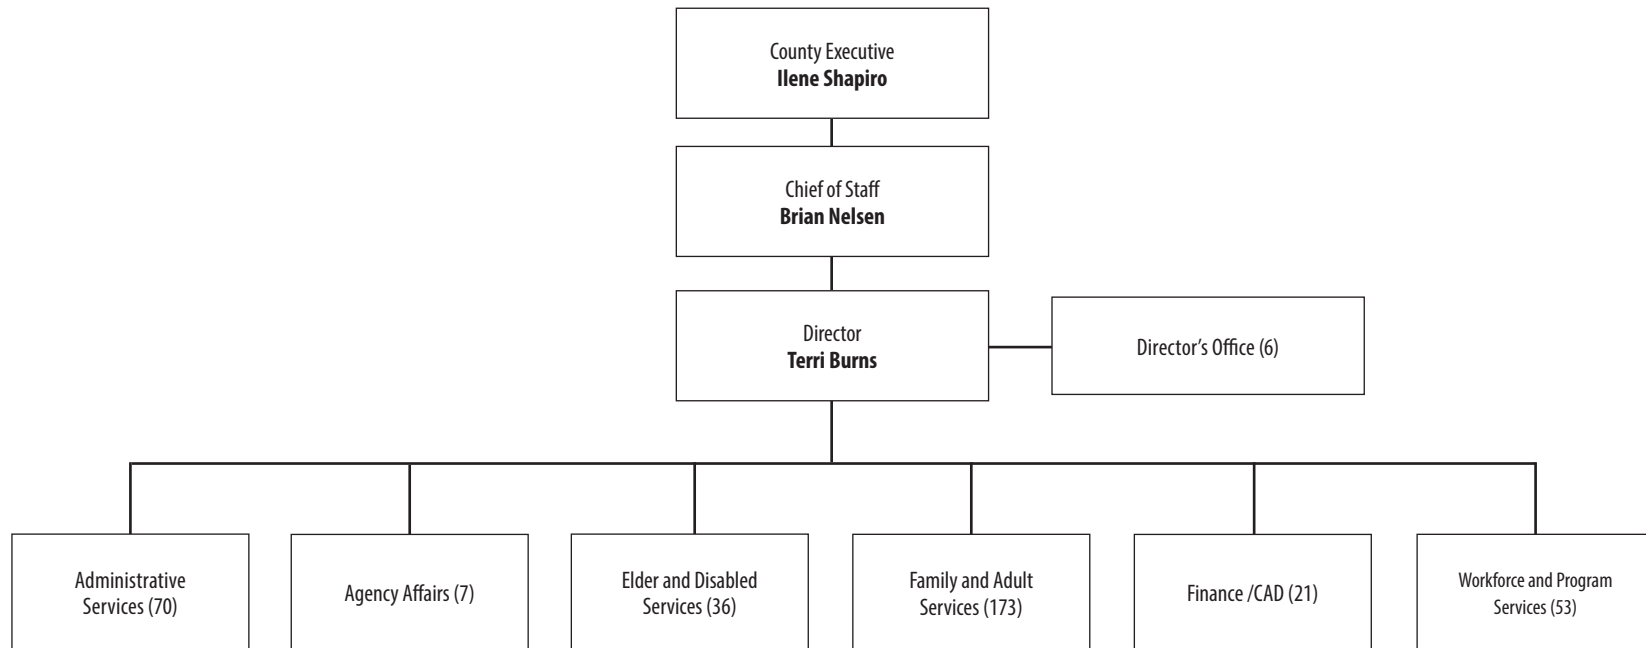 County Executive
Ilene Shapiro
Chief of Staff
Brian Nelsen
Director
Terri Burns
Director’s Office (6)
Administrative
Services (70)
Agency Affairs (7)
Elder and Disabled
Services (36)
Family and Adult
Services (173)
Finance /CAD (21)
Workforce and Program
Services (53)